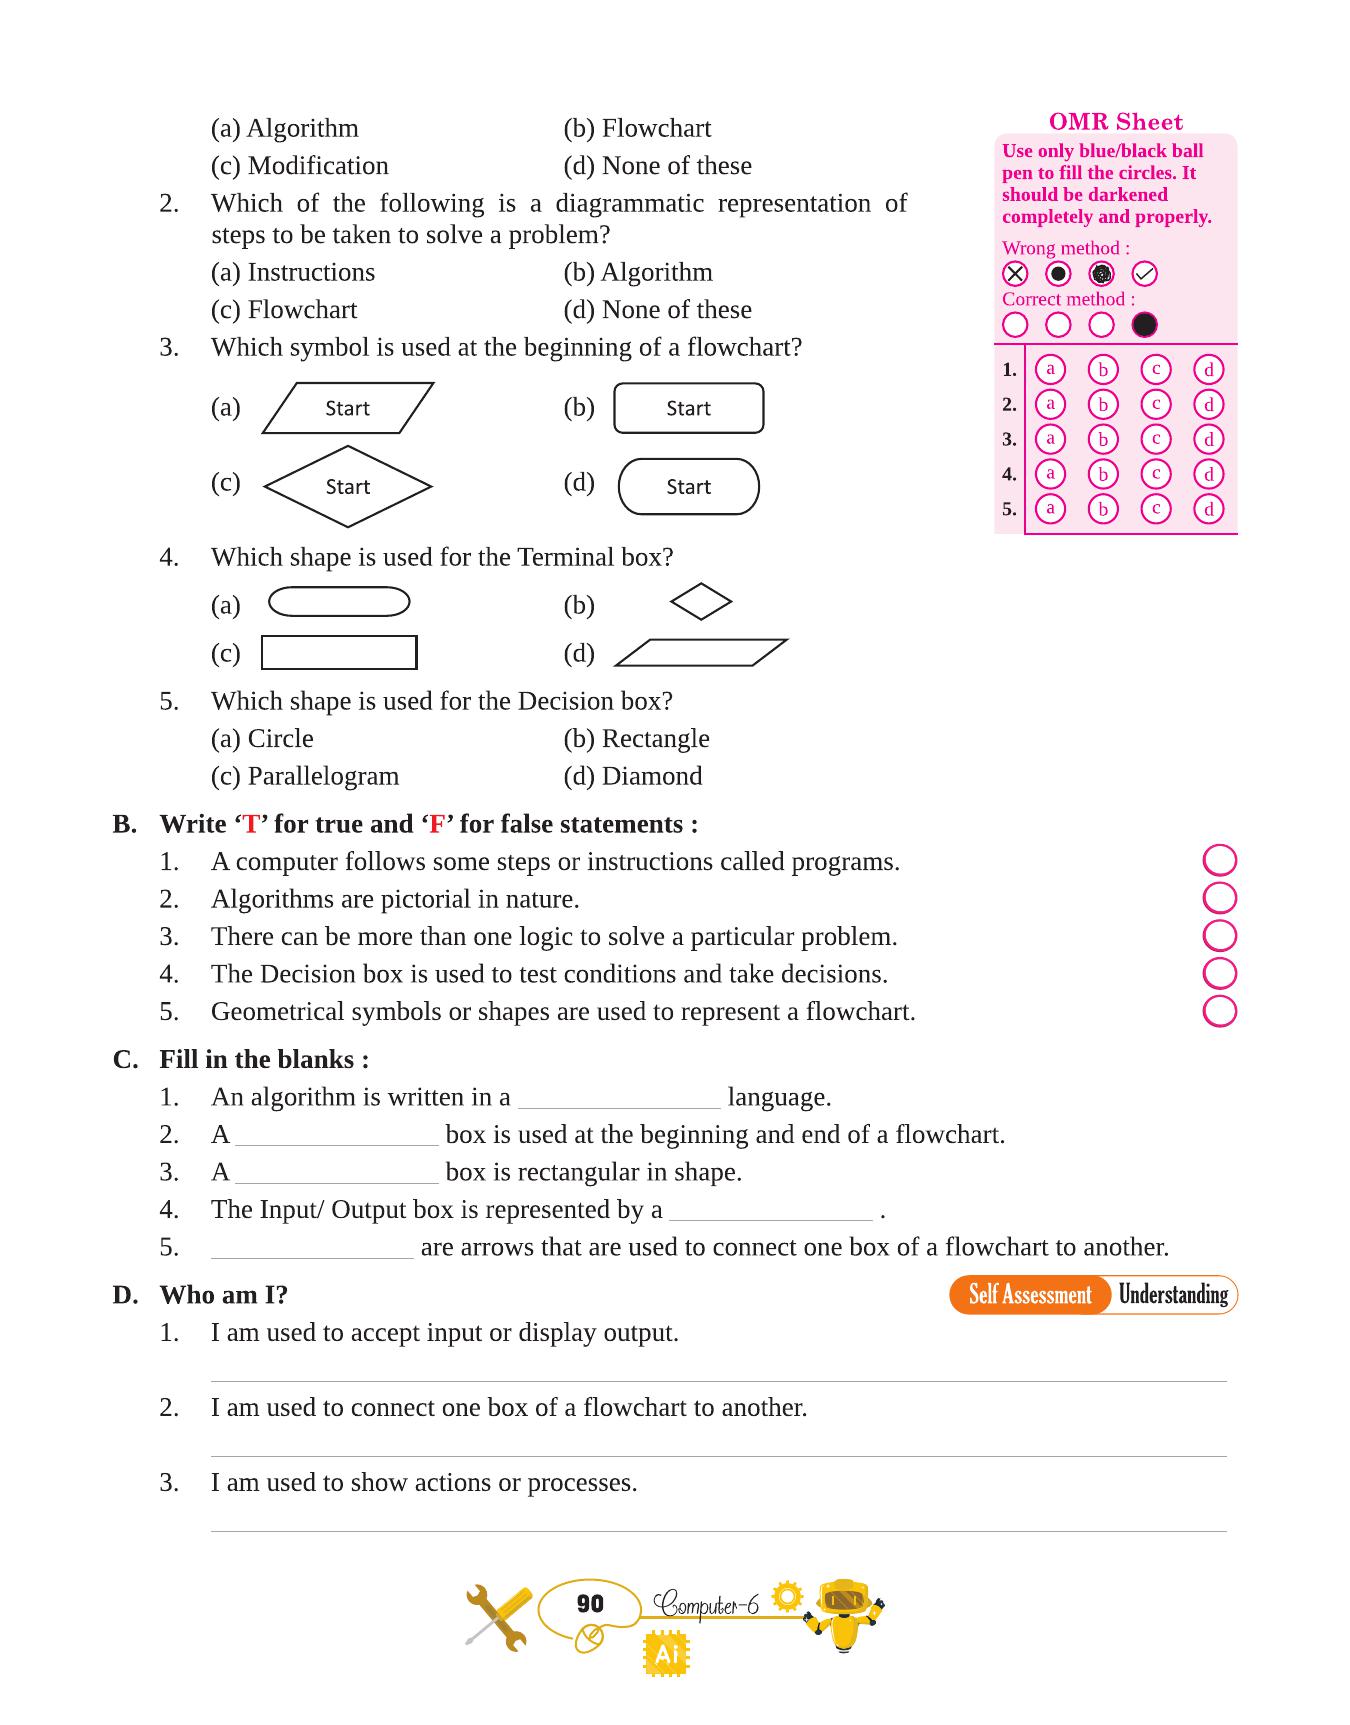 (a) Algorithm (b) Flowchart
(c) Modification (d) None of these
2. Which of the following is a diagrammatic representation of
steps to be taken to solve a problem?
(a) Instructions (b) Algorithm
(c) Flowchart (d) None of these
3. Which symbol is used at the beginning of a flowchart?
(a) Start (b) Start
(c) Start (d) Start
4. Which shape is used for the Terminal box?
(a) (b)
(c) (d)
5. Which shape is used for the Decision box?
(a) Circle (b) Rectangle
(c) Parallelogram (d) Diamond
OMR Sheet
Use only blue/black ball
pen to fill the circles. It
should be darkened
completely and properly.
Wrong method :
Correct method :
1. a b c d
2. a b c d
3. a b c d
4. a b c d
5. a b c d
B. Write ‘T’ for true and ‘F’ for false statements :
1. A computer follows some steps or instructions called programs.
2. Algorithms are pictorial in nature.
3. There can be more than one logic to solve a particular problem.
4. The Decision box is used to test conditions and take decisions.
5. Geometrical symbols or shapes are used to represent a flowchart.
C. Fill in the blanks :
1. An algorithm is written in a ______________ language.
2. A ______________ box is used at the beginning and end of a flowchart.
3. A ______________ box is rectangular in shape.
4. The Input/ Output box is represented by a ______________ .
5. ______________ are arrows that are used to connect one box of a flowchart to another.
D. Who am I? Self Assessment Understanding
1. I am used to accept input or display output.
2. I am used to connect one box of a flowchart to another.
3. I am used to show actions or processes.
90 Computer-6
Ai